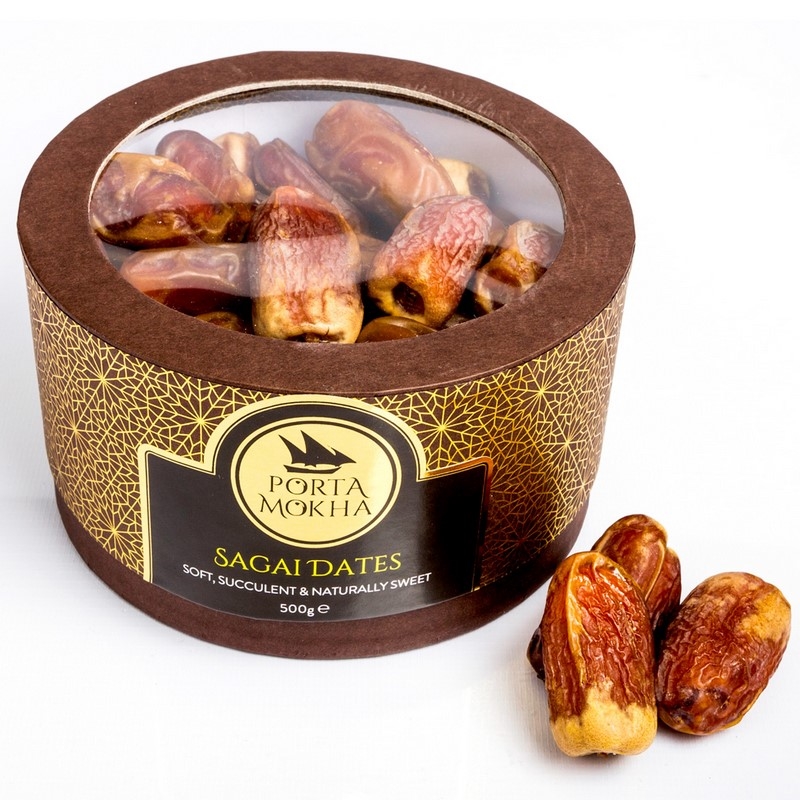 PORTA
MOKHA
SAGAI DATES
SOFT, SUCCULENT & NATURALLY SWEET
500g ℮